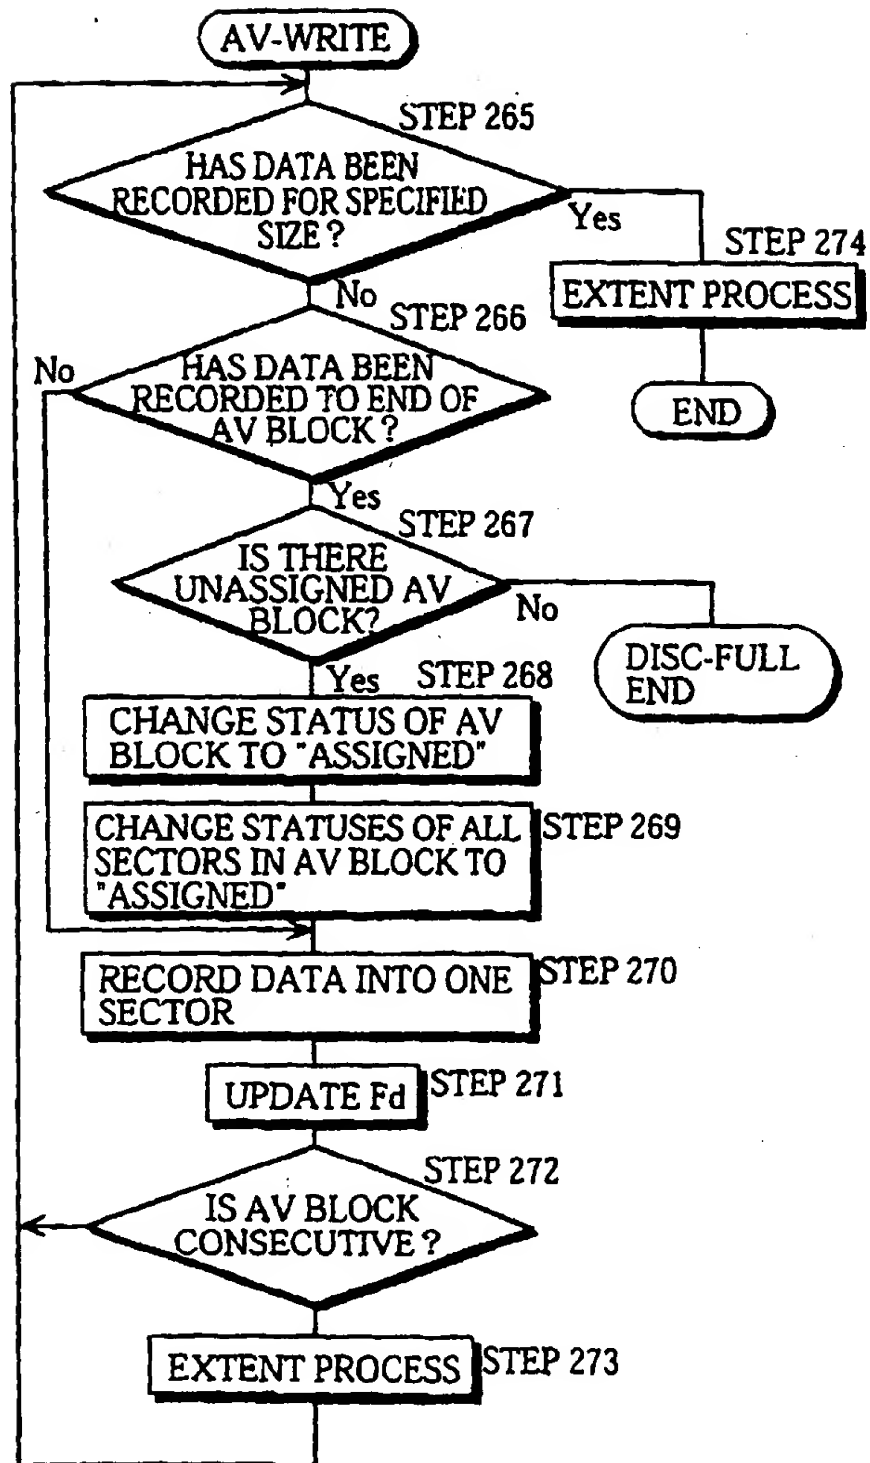 AV-WRITE
STEP 265
HAS DATA BEEN
RECORDED FOR SPECIFIED
SIZE?
Yes
STEP 274
EXTENT PROCESS
END
No
STEP 266
No
HAS DATA BEEN
RECORDED TO END OF
AV BLOCK?
Yes
STEP 267
IS THERE
UNASSIGNED AV
BLOCK?
No
DISC-FULL
END
Yes
STEP 268
CHANGE STATUS OF AV
BLOCK TO "ASSIGNED"
CHANGE STATUSES OF ALL
SECTORS IN AV BLOCK TO
"ASSIGNED"
STEP 269
RECORD DATA INTO ONE
SECTOR
STEP 270
UPDATE Fd
STEP 271
STEP 272
IS AV BLOCK
CONSECUTIVE?
EXTENT PROCESS
STEP 273